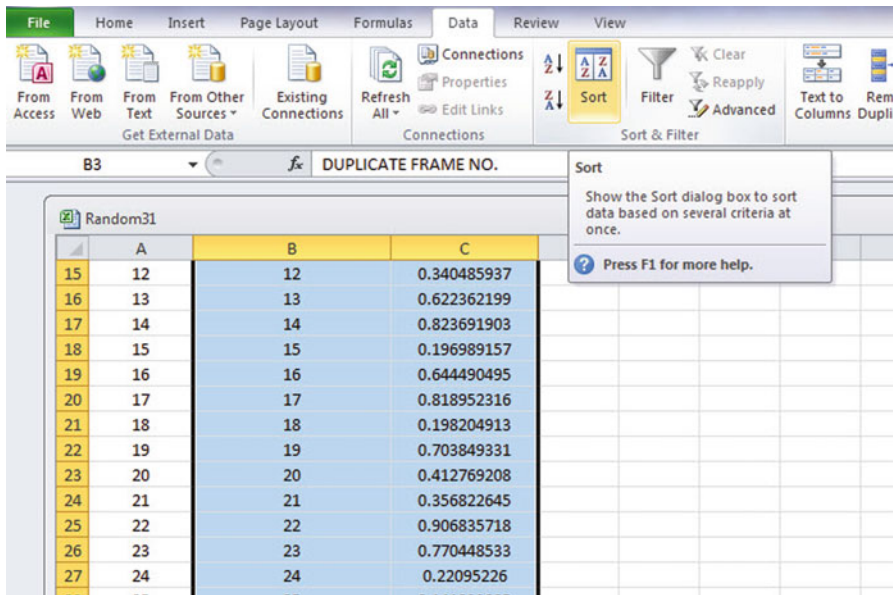 File Home Insert Page Layout Formulas Data Review View
From Access
From Web
From Text
From Other Sources
Existing Connections
Get External Data
Refresh All
Connections
Properties
Edit Links
Connections
A Z
Z A
A Z Z A
Sort
Filter
Clear
Reapply
Advanced
Sort & Filter
Text to Columns
Rem
Dupli
B3 fx DUPLICATE FRAME NO.
Sort
Show the Sort dialog box to sort
data based on several criteria at
once.
Press F1 for more help.
Random31
A B C
15 12 12 0.340485937
16 13 13 0.622362199
17 14 14 0.823691903
18 15 15 0.196989157
19 16 16 0.644490495
20 17 17 0.818952316
21 18 18 0.198204913
22 19 19 0.703849331
23 20 20 0.412769208
24 21 21 0.356822645
25 22 22 0.906835718
26 23 23 0.770448533
27 24 24 0.22095226